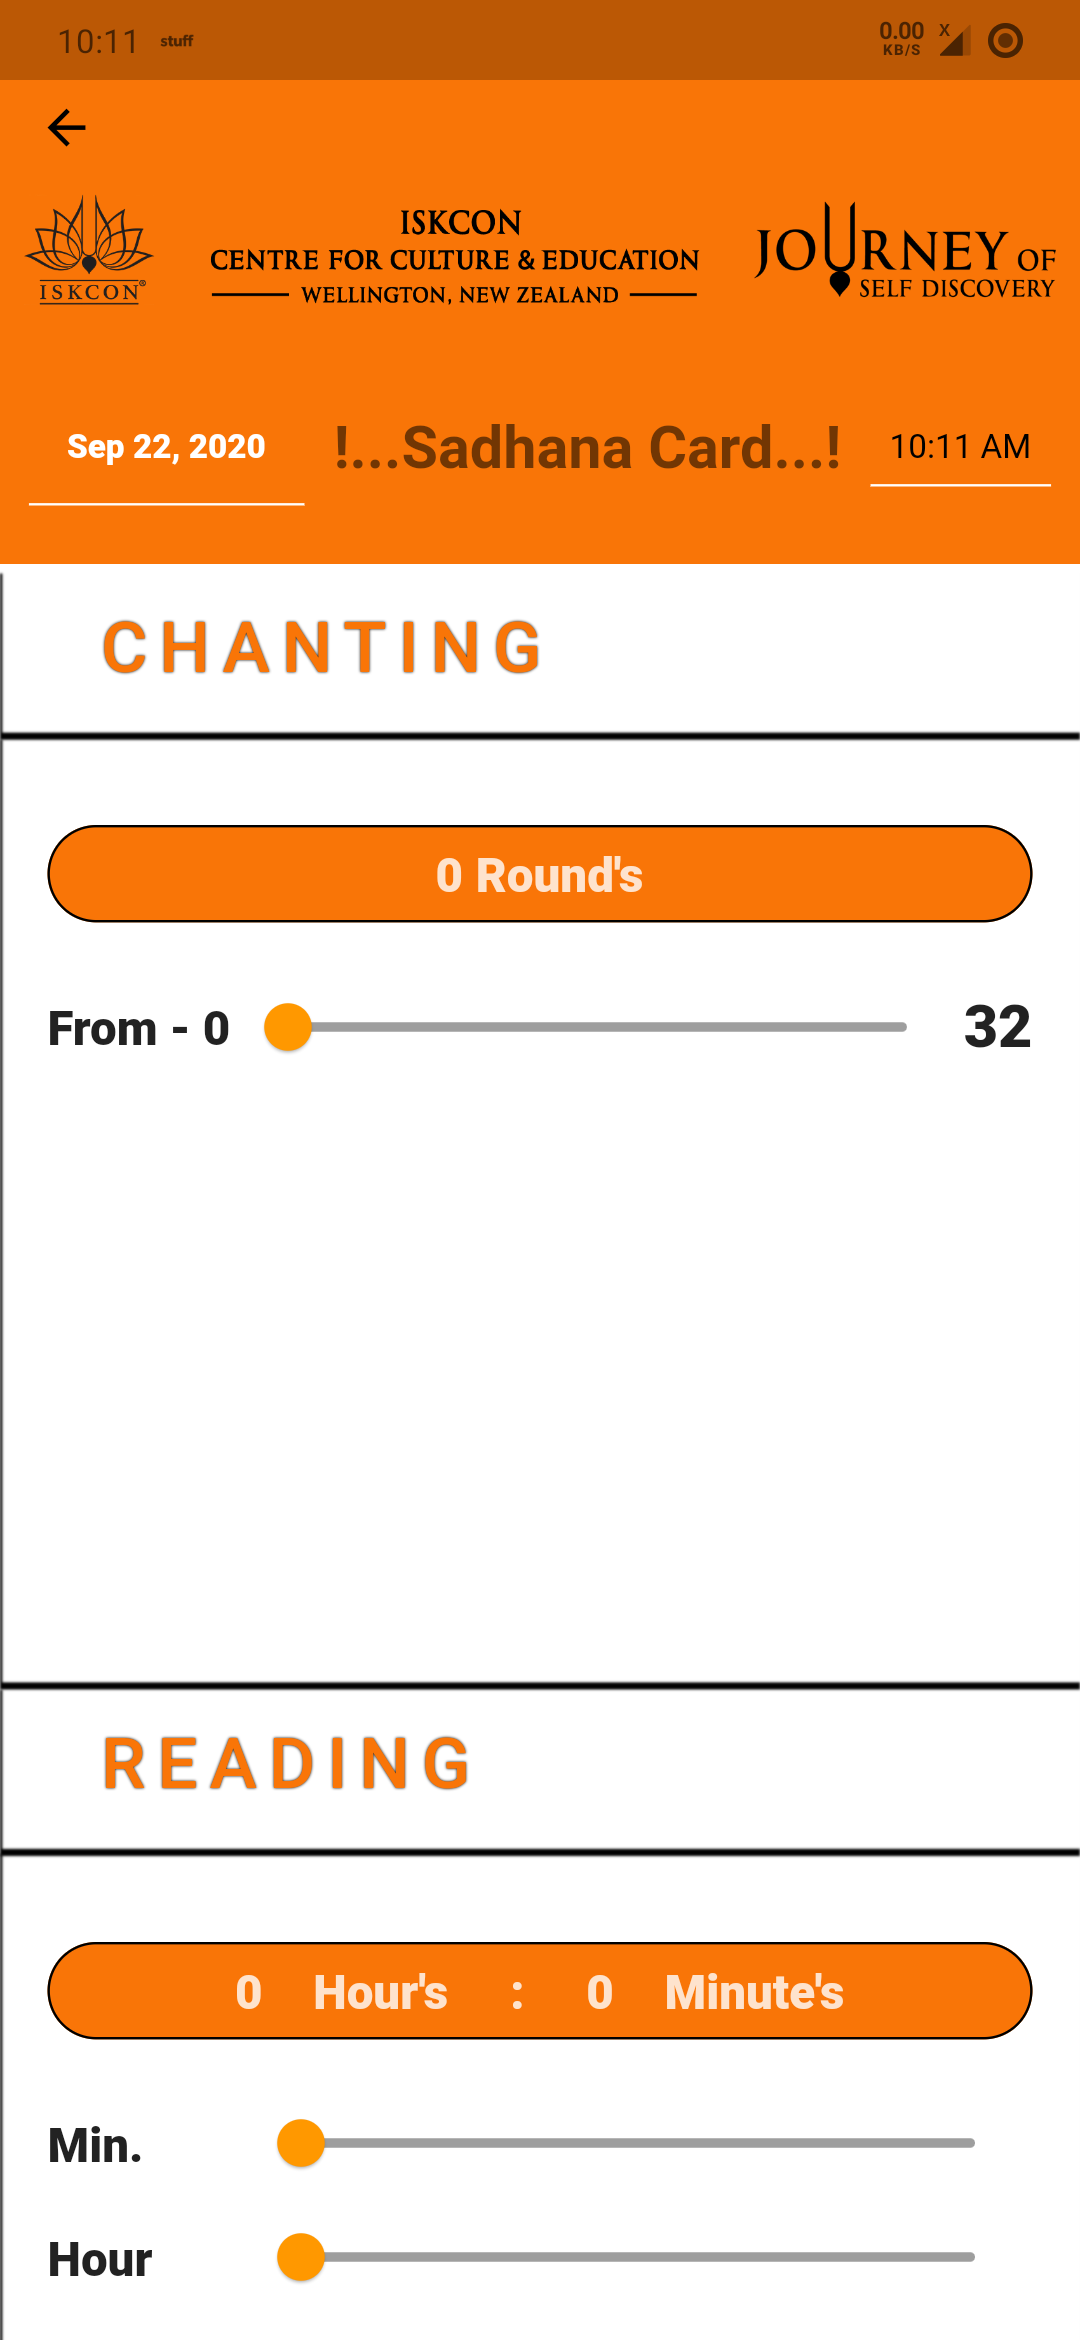 10:11 stuff 0.00 KB/S X
ISKCON®
ISKCON
CENTRE FOR CULTURE & EDUCATION
WELLINGTON, NEW ZEALAND
JOURNEY OF
SELF DISCOVERY
Sep 22, 2020 !...Sadhana Card...! 10:11 AM
CHANTING
0 Round's
From - 0 32
READING
0 Hour's : 0 Minute's
Min.
Hour